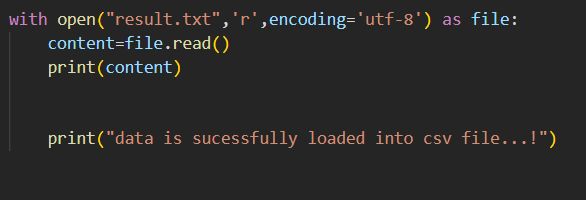 with open("result.txt",'r',encoding='utf-8') as file:
    content=file.read()
    print(content)
    print("data is sucessfully loaded into csv file...!")